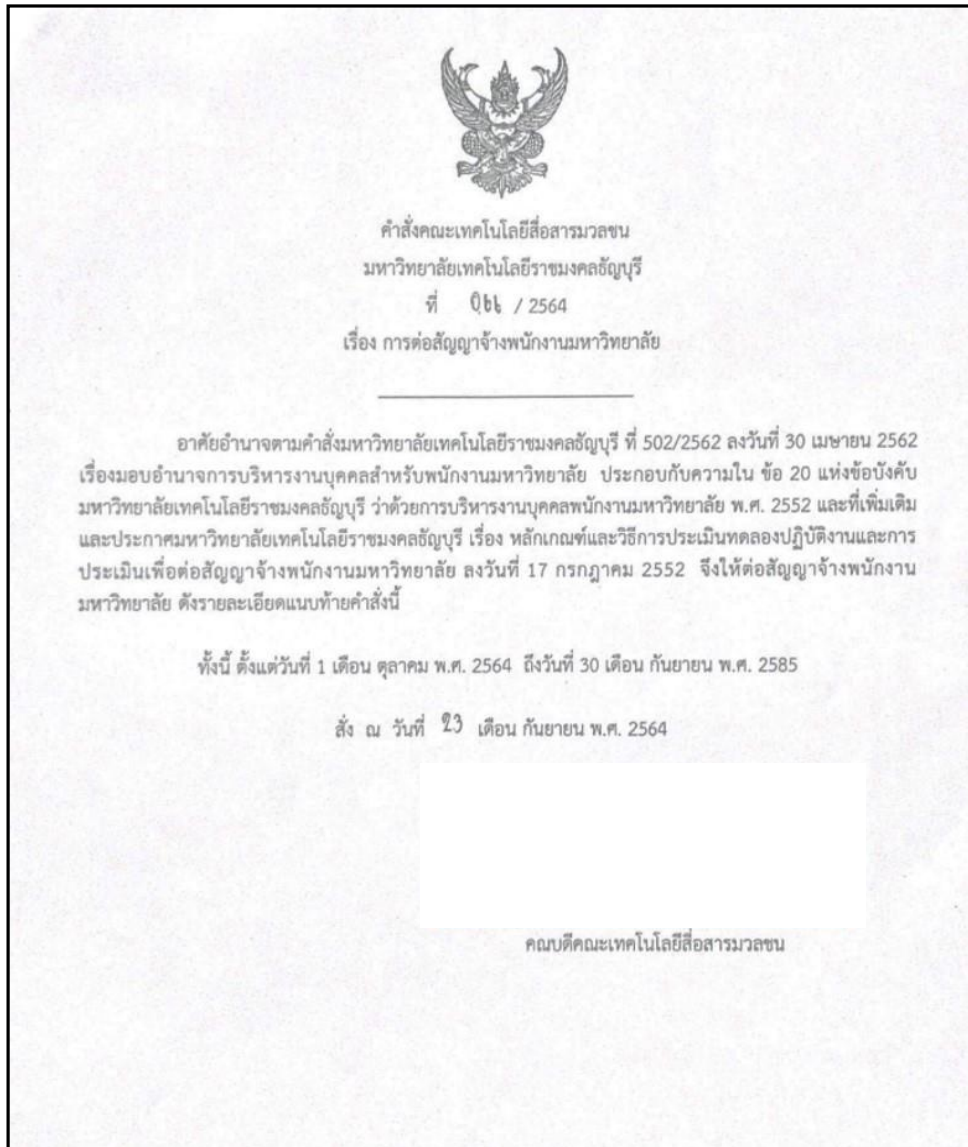 คำสั่งคณะเทคโนโลยีสื่อสารมวลชน
มหาวิทยาลัยเทคโนโลยีราชมงคลธัญบุรี
ที่ / 2564
เรื่อง การต่อสัญญาจ้างพนักงานมหาวิทยาลัย
อาศัยอำนาจตามคำสั่งมหาวิทยาลัยเทคโนโลยีราชมงคลธัญบุรี ที่ 502/2562 ลงวันที่ 30 เมษายน 2562
เรื่องมอบอำนาจการบริหารงานบุคคลสำหรับพนักงานมหาวิทยาลัย ประกอบกับความใน ข้อ 20 แห่งข้อบังคับ
มหาวิทยาลัยเทคโนโลยีราชมงคลธัญบุรี ว่าด้วยการบริหารงานบุคคลพนักงานมหาวิทยาลัย พ.ศ. 2552 และที่เพิ่มเติม
และประกาศมหาวิทยาลัยเทคโนโลยีราชมงคลธัญบุรี เรื่อง หลักเกณฑ์และวิธีการประเมินทดลองปฏิบัติงานและการ
ประเมินเพื่อต่อสัญญาจ้างพนักงานมหาวิทยาลัย ลงวันที่ 17 กรกฎาคม 2552 จึงให้ต่อสัญญาจ้างพนักงาน
มหาวิทยาลัย ดังรายละเอียดแนบท้ายคำสั่งนี้
ทั้งนี้ ตั้งแต่วันที่ 1 เดือน ตุลาคม พ.ศ. 2564 ถึงวันที่ 30 เดือน กันยายน พ.ศ. 2585
สั่ง ณ วันที่ 23 เดือน กันยายน พ.ศ. 2564
คณบดีคณะเทคโนโลยีสื่อสารมวลชน